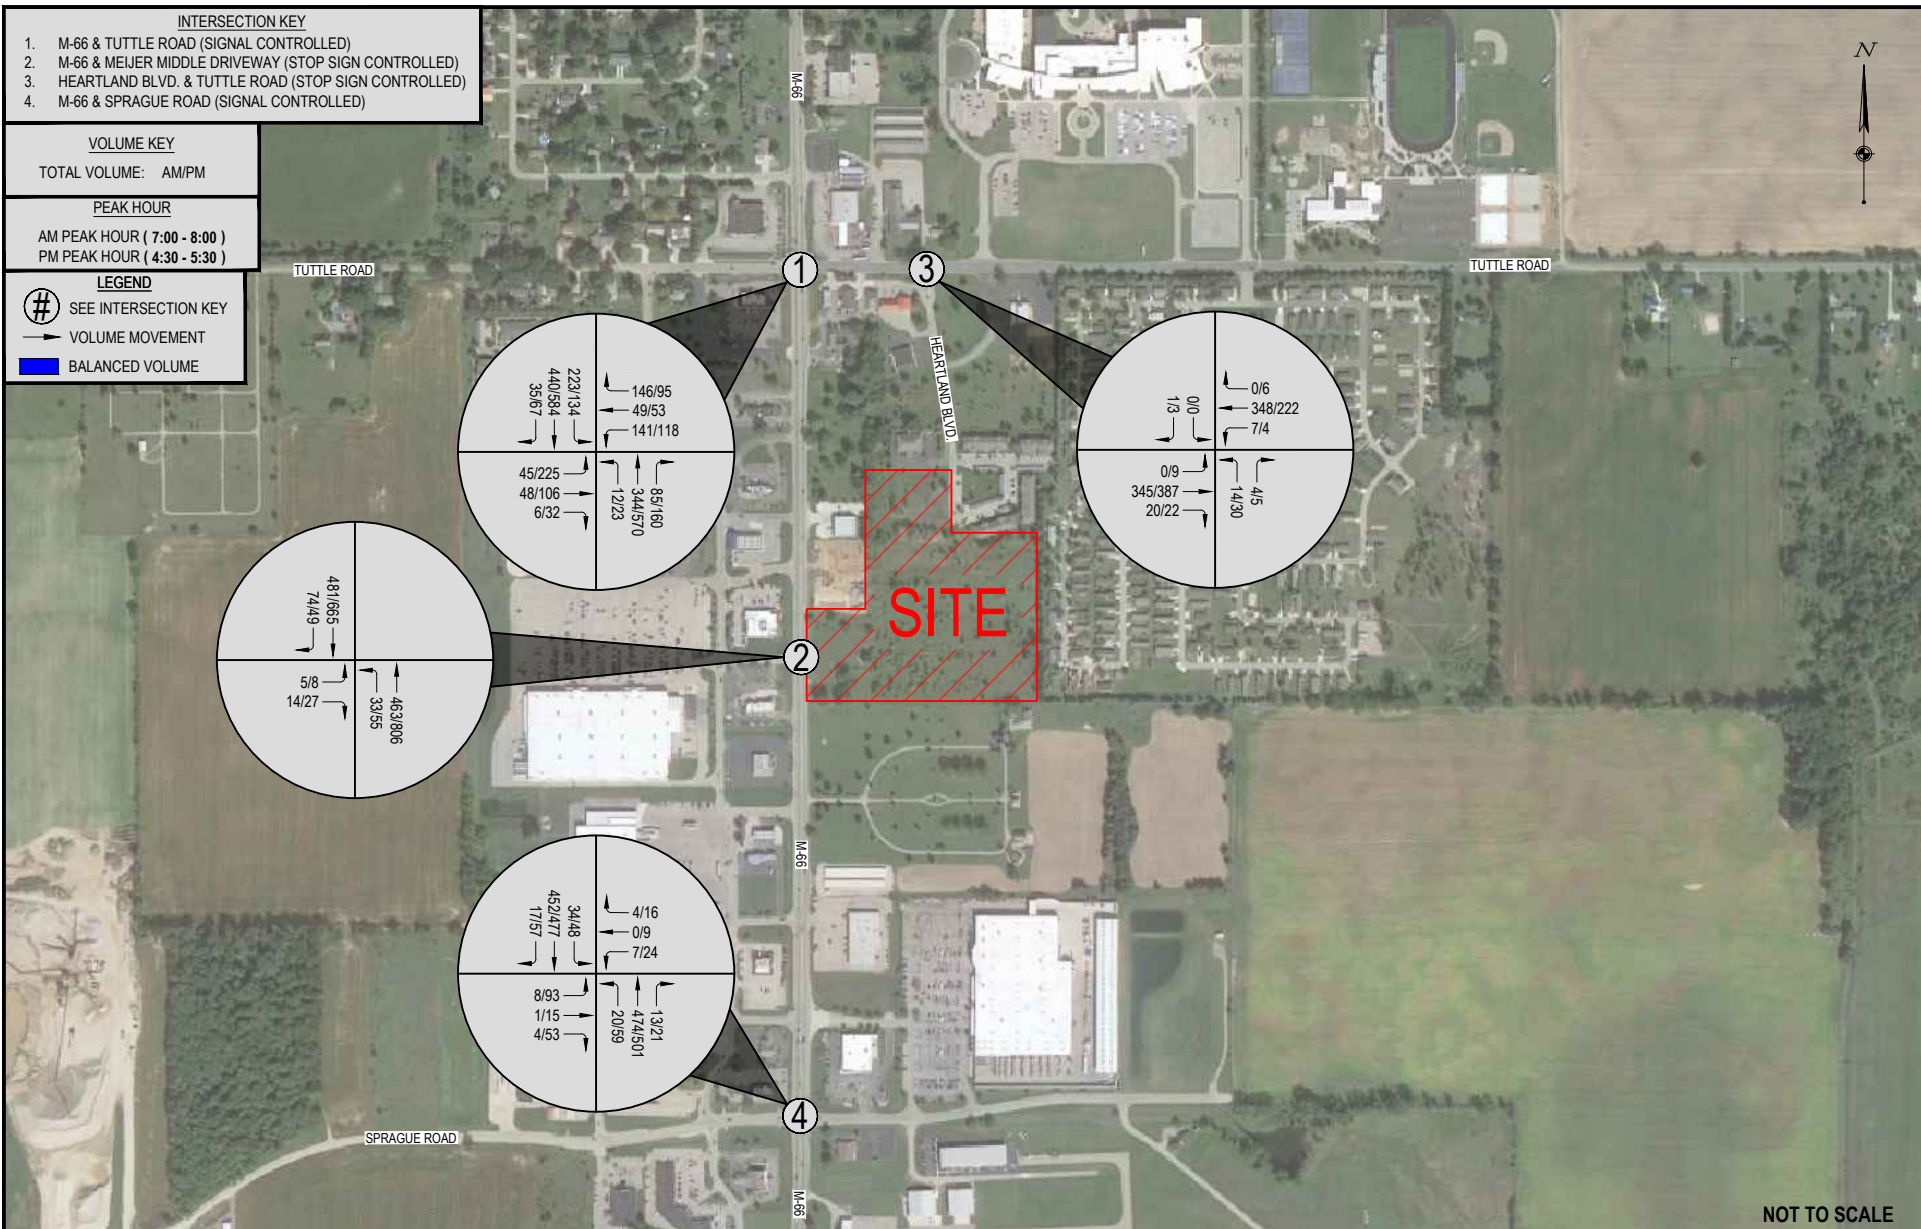 INTERSECTION KEY
1. M-66 & TUTTLE ROAD (SIGNAL CONTROLLED)
2. M-66 & MEIJER MIDDLE DRIVEWAY (STOP SIGN CONTROLLED)
3. HEARTLAND BLVD. & TUTTLE ROAD (STOP SIGN CONTROLLED)
4. M-66 & SPRAGUE ROAD (SIGNAL CONTROLLED)
VOLUME KEY
TOTAL VOLUME: AM/PM
PEAK HOUR
AM PEAK HOUR ( 7:00 - 8:00 )
PM PEAK HOUR ( 4:30 - 5:30 )
LEGEND
# SEE INTERSECTION KEY
VOLUME MOVEMENT
BALANCED VOLUME
N
M-66
TUTTLE ROAD
1
3
TUTTLE ROAD
HEARTLAND BLVD.
35/67
440/584
223/134
146/95
49/53
141/118
45/225
48/106
6/32
12/23
344/570
85/160
1/3
0/0
0/6
348/222
7/4
0/9
345/387
20/22
14/30
4/5
SITE
2
74/49
481/665
5/8
14/27
33/55
463/806
M-66
17/57
452/477
34/48
4/16
0/9
7/24
8/93
1/15
4/53
20/59
474/501
13/21
4
SPRAGUE ROAD
M-66
NOT TO SCALE